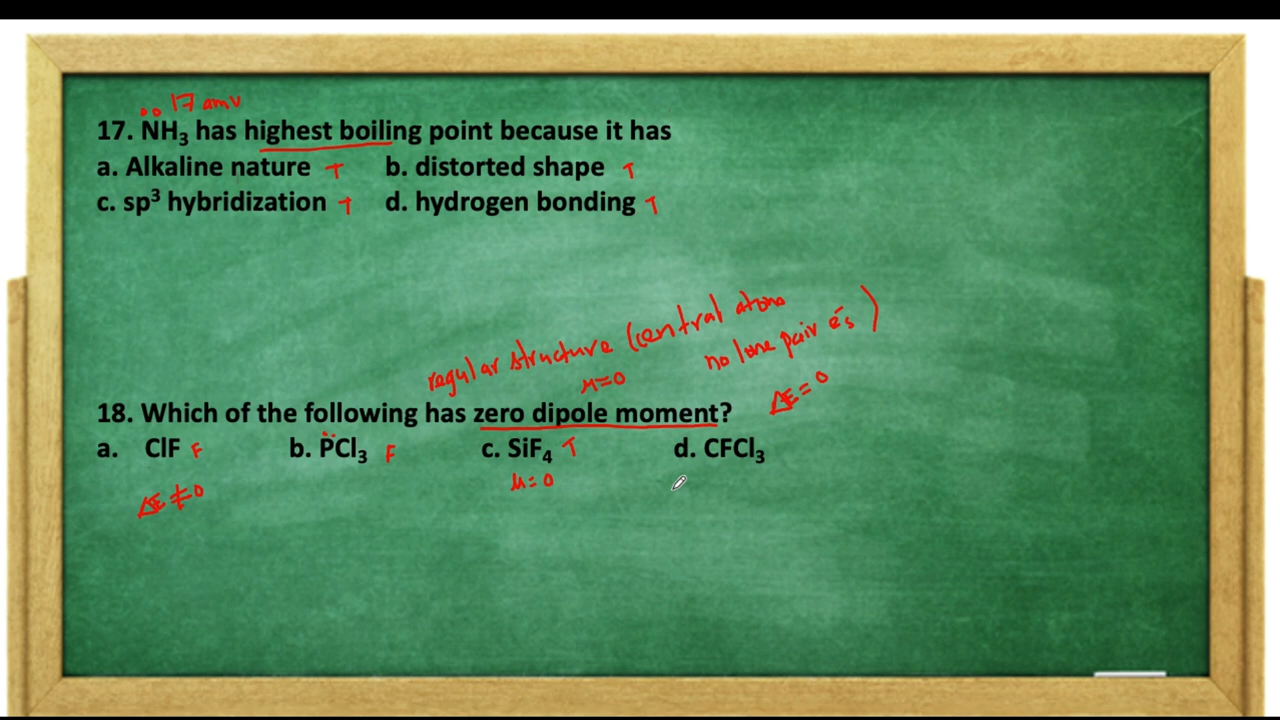 •• 17 amu
17. NH₃ has highest boiling point because it has
a. Alkaline nature T b. distorted shape T
c. sp³ hybridization T d. hydrogen bonding T
regular structure (central atom
no lone pair e⁻s)
μ=0
ΔE=0
18. Which of the following has zero dipole moment?
a. ClF F b. PCl₃ F c. SiF₄ T d. CFCl₃
ΔE≠0 μ=0